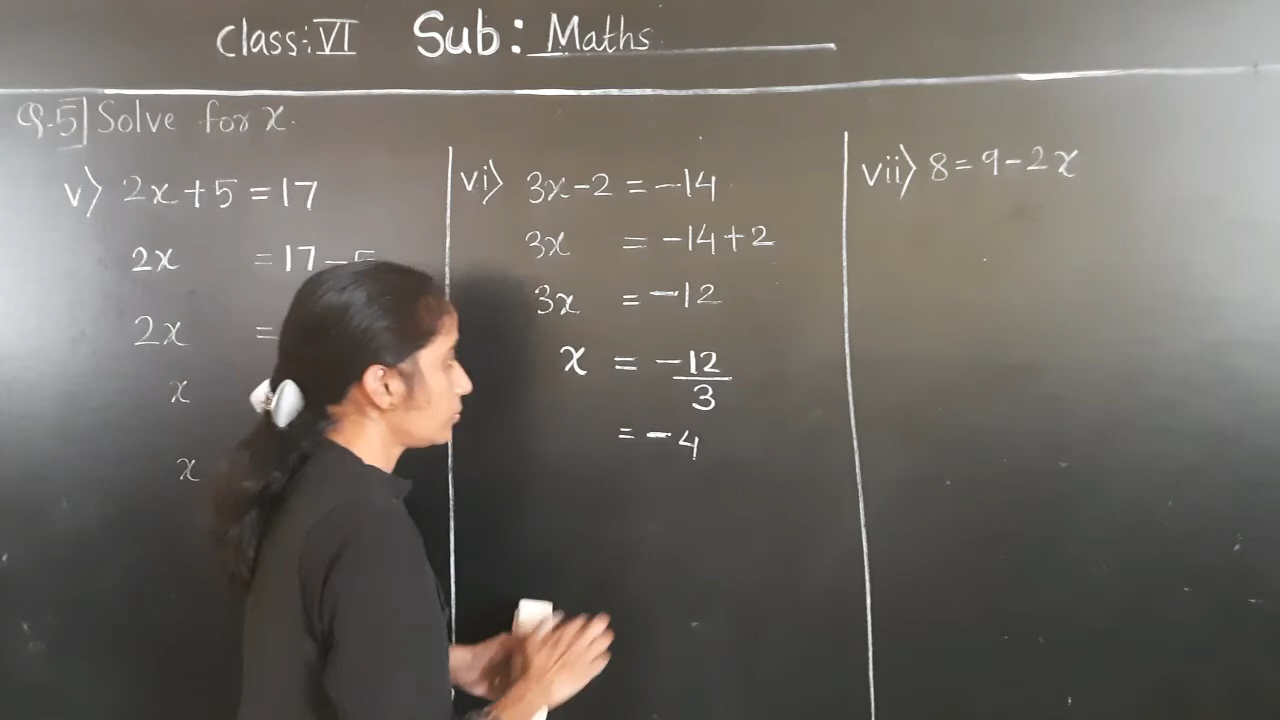 Class: VI Sub: Maths
Q.5] Solve for x.
v) 2x + 5 = 17
2x = 17 - 5
2x =
x
x
vi) 3x - 2 = -14
3x = -14 + 2
3x = -12
x = -12
3
= -4
vii) 8 = 9 - 2x